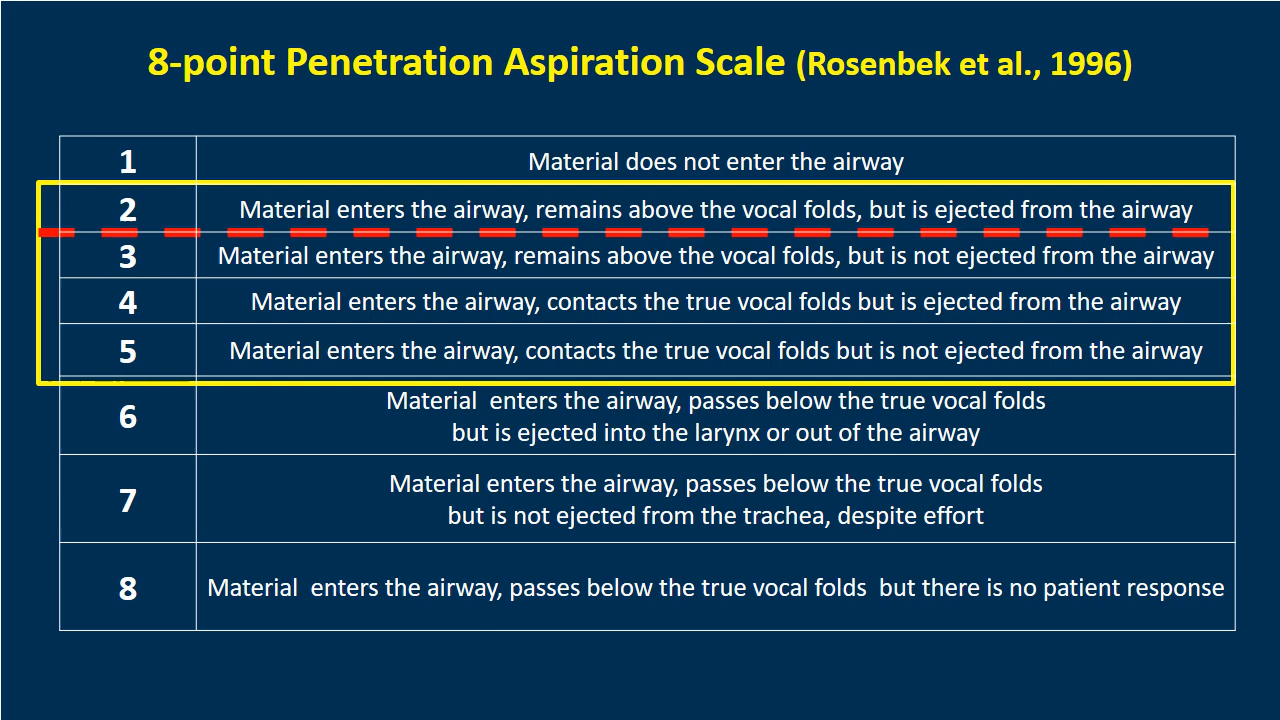 8-point Penetration Aspiration Scale (Rosenbek et al., 1996)
1 Material does not enter the airway
2 Material enters the airway, remains above the vocal folds, but is ejected from the airway
3 Material enters the airway, remains above the vocal folds, but is not ejected from the airway
4 Material enters the airway, contacts the true vocal folds but is ejected from the airway
5 Material enters the airway, contacts the true vocal folds but is not ejected from the airway
6 Material enters the airway, passes below the true vocal folds
but is ejected into the larynx or out of the airway
7 Material enters the airway, passes below the true vocal folds
but is not ejected from the trachea, despite effort
8 Material enters the airway, passes below the true vocal folds but there is no patient response